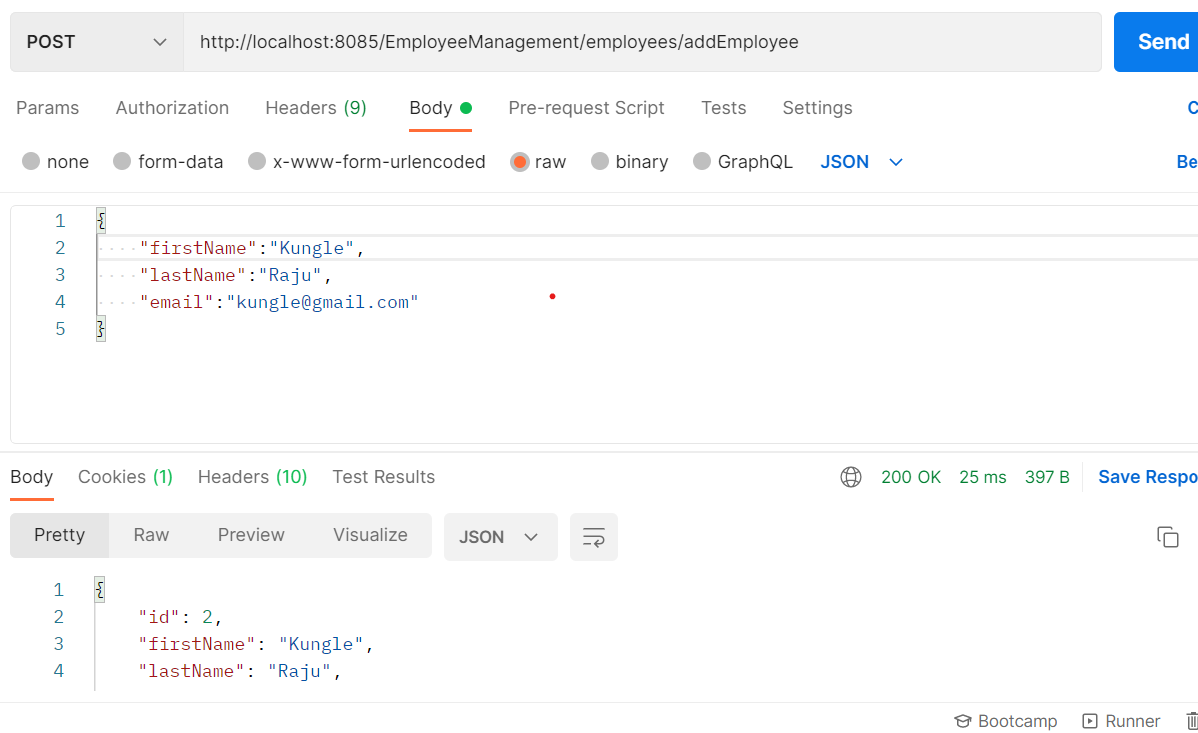 POST http://localhost:8085/EmployeeManagement/employees/addEmployee Send
Params Authorization Headers (9) Body Pre-request Script Tests Settings C
none form-data x-www-form-urlencoded raw binary GraphQL JSON Be
1 {
2 "firstName":"Kungle",
3 "lastName":"Raju",
4 "email":"kungle@gmail.com"
5 }
Body Cookies (1) Headers (10) Test Results 200 OK 25 ms 397 B Save Respo
Pretty Raw Preview Visualize JSON
1 {
2 "id": 2,
3 "firstName": "Kungle",
4 "lastName": "Raju",
Bootcamp Runner